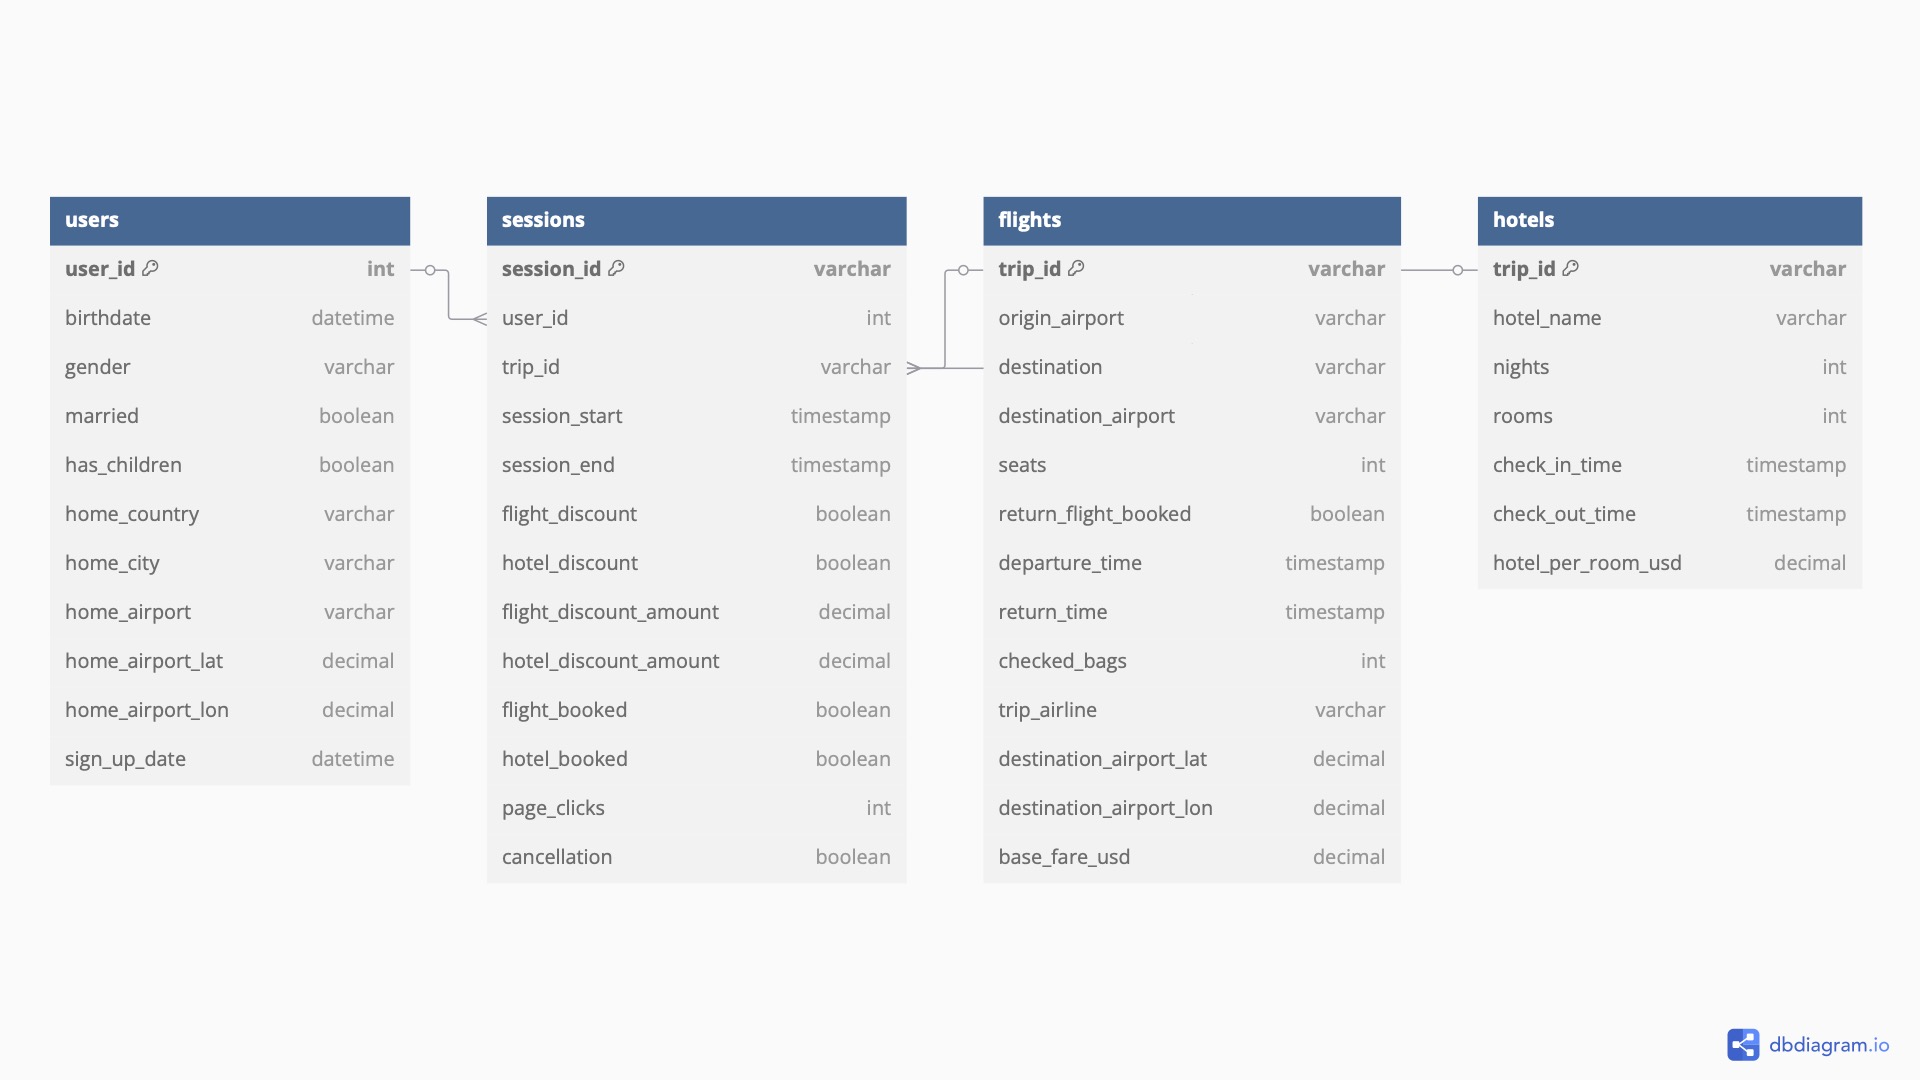 users
user_id int
birthdate datetime
gender varchar
married boolean
has_children boolean
home_country varchar
home_city varchar
home_airport varchar
home_airport_lat decimal
home_airport_lon decimal
sign_up_date datetime
sessions
session_id varchar
user_id int
trip_id varchar
session_start timestamp
session_end timestamp
flight_discount boolean
hotel_discount boolean
flight_discount_amount decimal
hotel_discount_amount decimal
flight_booked boolean
hotel_booked boolean
page_clicks int
cancellation boolean
flights
trip_id varchar
origin_airport varchar
destination varchar
destination_airport varchar
seats int
return_flight_booked boolean
departure_time timestamp
return_time timestamp
checked_bags int
trip_airline varchar
destination_airport_lat decimal
destination_airport_lon decimal
base_fare_usd decimal
hotels
trip_id varchar
hotel_name varchar
nights int
rooms int
check_in_time timestamp
check_out_time timestamp
hotel_per_room_usd decimal
dbdiagram.io